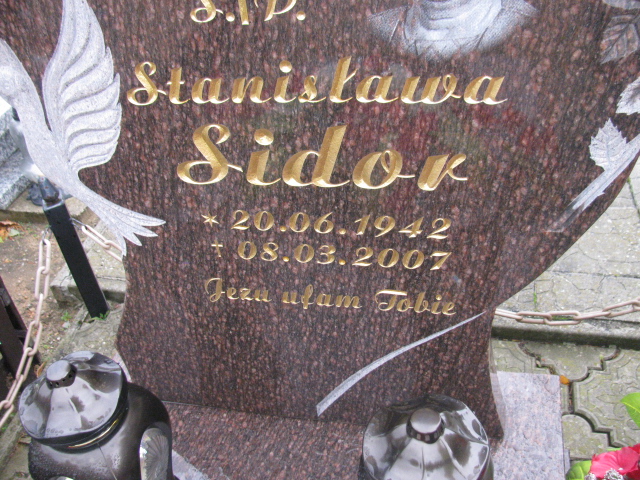 Ś.†P.
Stanisława
Sidor
* 20.06.1942
† 08.03.2007
Jezu ufam Tobie